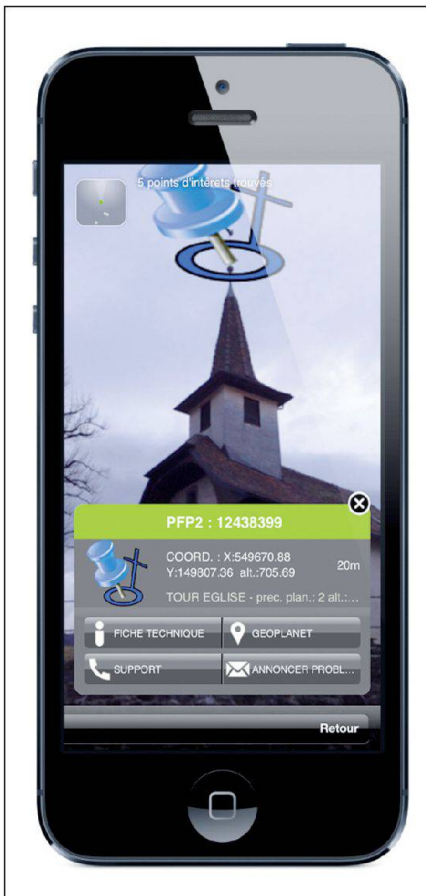 5 points d'intérets trouvés
PFP2 : 12438399
COORD. : X:549670.88
Y:149807.36 alt.:705.69
20m
TOUR EGLISE - prec. plan.: 2 alt.:...
FICHE TECHNIQUE
GEOPLANET
SUPPORT
ANNONCER PROBL...
Retour